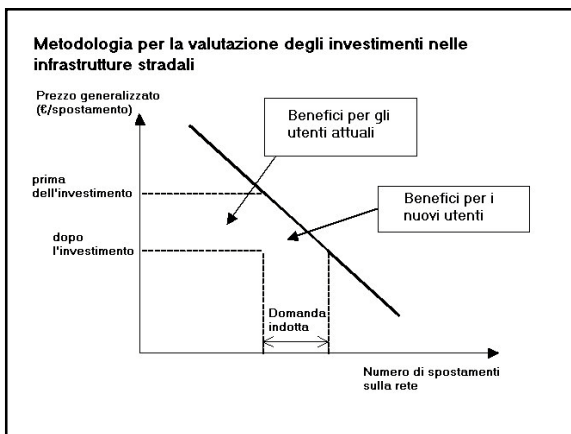 Metodologia per la valutazione degli investimenti nelle
infrastrutture stradali
Prezzo generalizzato
(€/spostamento)
Benefici per gli
utenti attuali
prima
dell'investimento
Benefici per i
nuovi utenti
dopo
l'investimento
Domanda
indotta
Numero di spostamenti
sulla rete